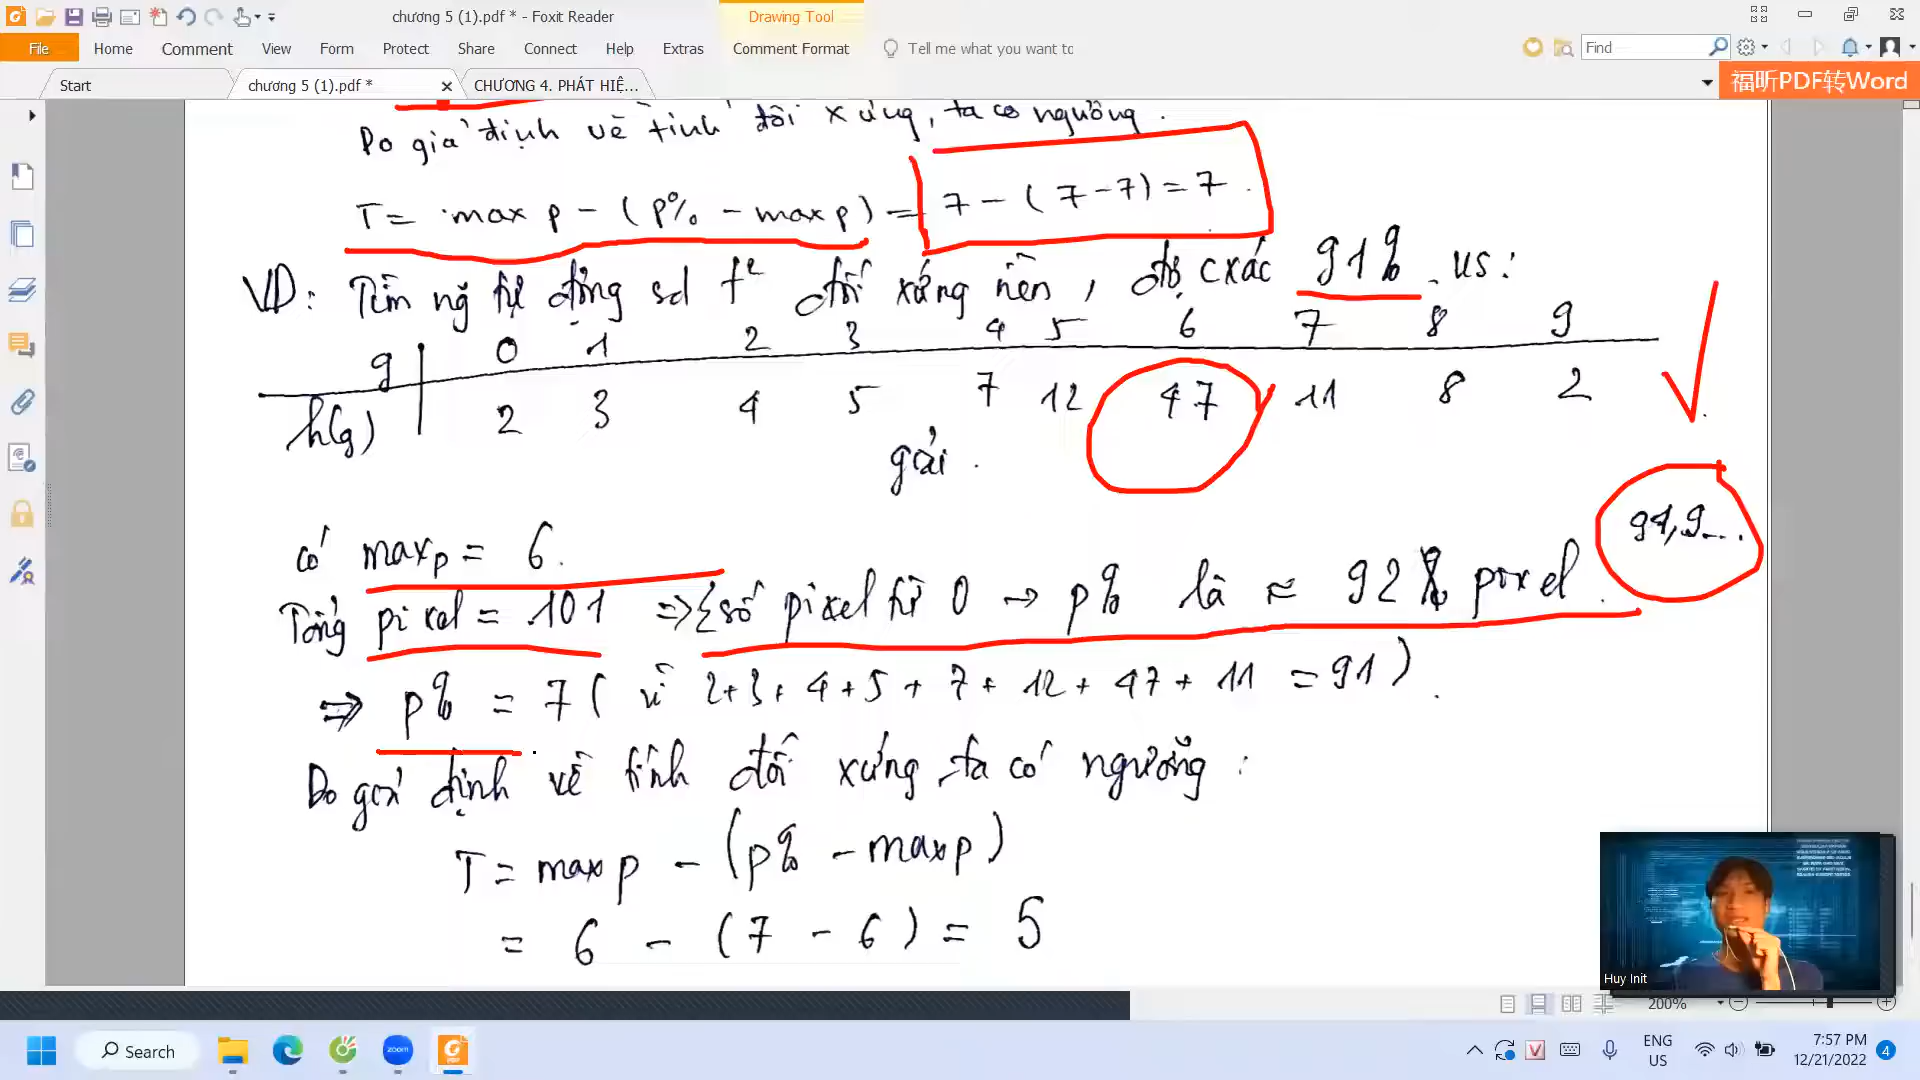 chương 5 (1).pdf * - Foxit Reader
Drawing Tool
File Home Comment View Form Protect Share Connect Help Extras Comment Format Tell me what you want to Find
Start chương 5 (1).pdf * CHƯƠNG 4. PHÁT HIỆ... 福昕PDF转Word
Do giả định về tính đối xứng, ta có ngưỡng.
T = max p - (p% - max p) = 7 - (7-7) = 7.
VD: Tìm ng tự động sd t² đối xứng nền, độ cxác 91%. us:
g 0 1 2 3 4 5 6 7 8 9
h(g) 2 3 4 5 7 12 47 11 8 2
giải.
91,9...
có maxp = 6.
Tổng pixel = 101 => số pixel từ 0 → p% là ≈ 92 pixel.
=> p% = 7 ( vì 2+3+4+5+7+12+47+11 = 91).
Do giả định về tính đối xứng, ta có ngưỡng:
T = max p - (p% - max p)
= 6 - (7 - 6) = 5
Huy Init
200%
Search
zoom
ENG
US
7:57 PM
12/21/2022
4